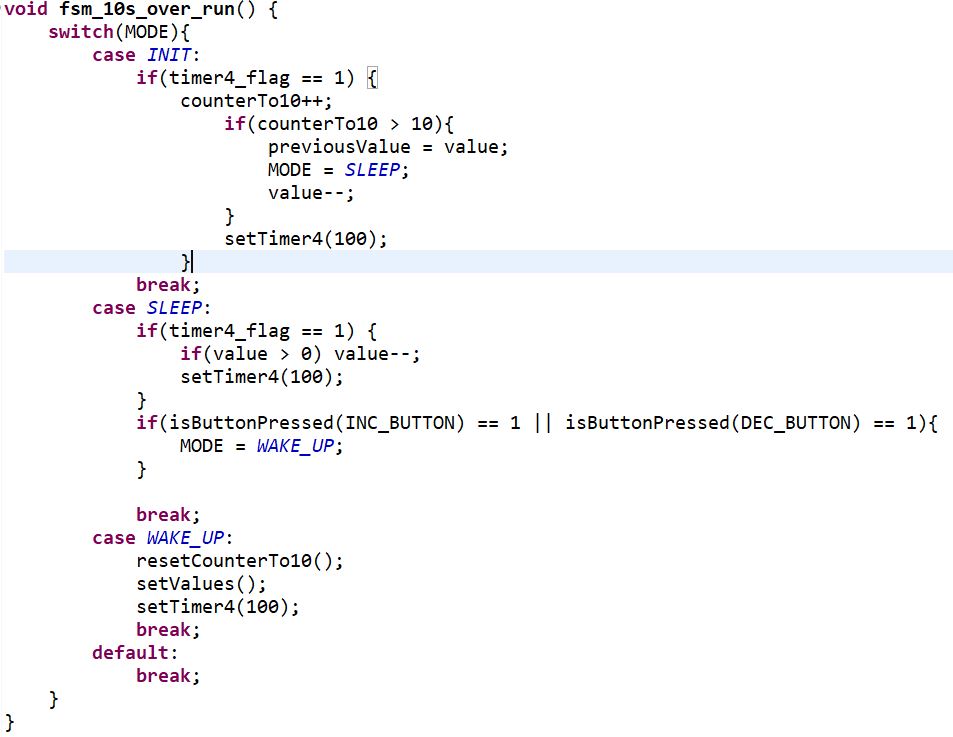 void fsm_10s_over_run() {
    switch(MODE){
        case INIT:
            if(timer4_flag == 1) {
                counterTo10++;
                    if(counterTo10 > 10){
                        previousValue = value;
                        MODE = SLEEP;
                        value--;
                    }
                    setTimer4(100);
                }
            break;
        case SLEEP:
            if(timer4_flag == 1) {
                if(value > 0) value--;
                setTimer4(100);
            }
            if(isButtonPressed(INC_BUTTON) == 1 || isButtonPressed(DEC_BUTTON) == 1){
                MODE = WAKE_UP;
            }

            break;
        case WAKE_UP:
            resetCounterTo10();
            setValues();
            setTimer4(100);
            break;
        default:
            break;
    }
}